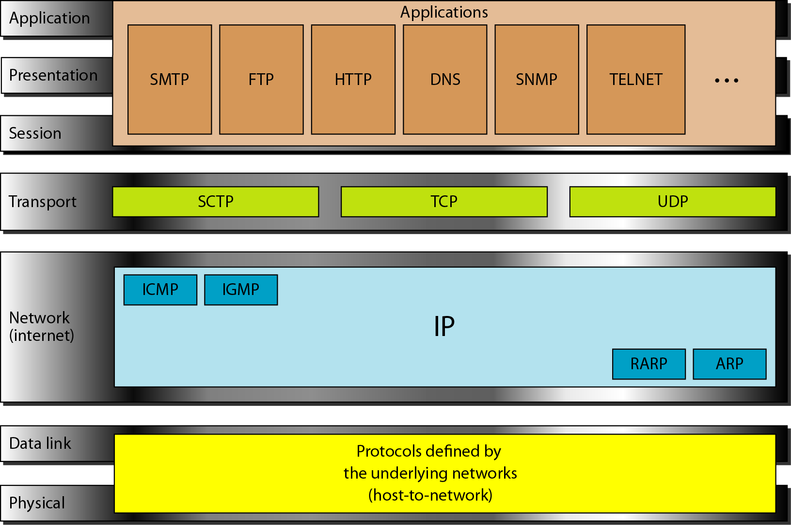 Application
Applications
Presentation
SMTP FTP HTTP DNS SNMP TELNET ...
Session
Transport
SCTP TCP UDP
Network
(internet)
ICMP IGMP
IP
RARP ARP
Data link
Physical
Protocols defined by
the underlying networks
(host-to-network)